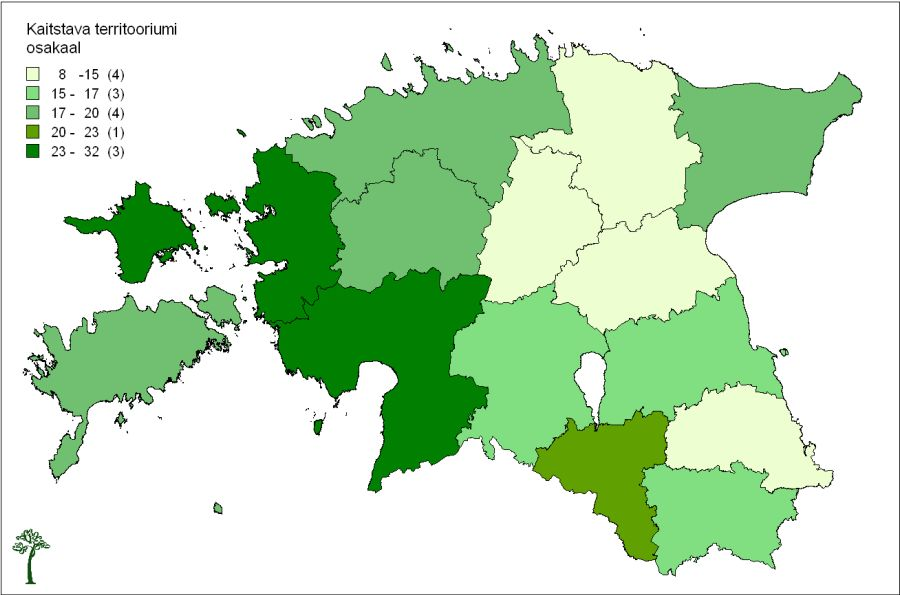 Kaitstava territooriumi
osakaal
8 -15 (4)
15 - 17 (3)
17 - 20 (4)
20 - 23 (1)
23 - 32 (3)